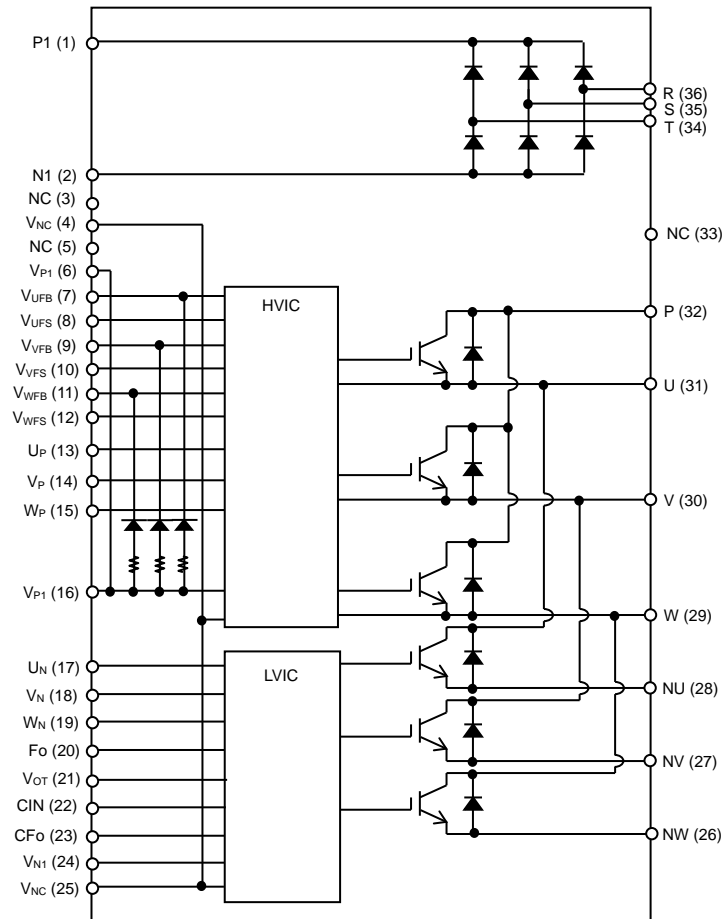 P1 (1)
N1 (2)
NC (3)
VNC (4)
NC (5)
VP1 (6)
VUFB (7)
VUFS (8)
VVFB (9)
VVFS (10)
VWFB (11)
VWFS (12)
UP (13)
VP (14)
WP (15)
VP1 (16)
UN (17)
VN (18)
WN (19)
Fo (20)
VOT (21)
CIN (22)
CFo (23)
VN1 (24)
VNC (25)
HVIC
LVIC
R (36)
S (35)
T (34)
NC (33)
P (32)
U (31)
V (30)
W (29)
NU (28)
NV (27)
NW (26)